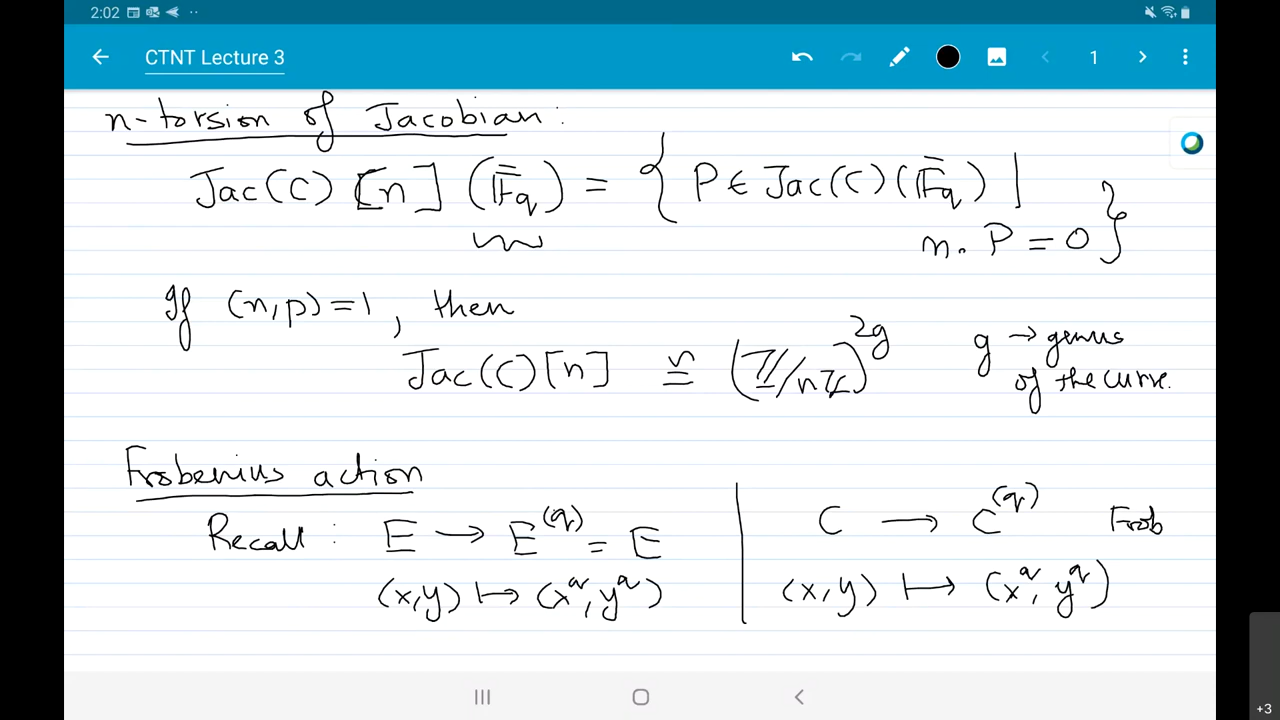 2:02
CTNT Lecture 3
1
n-torsion of Jacobian:
Jac(C)[n](F̄q) = { P ∈ Jac(C)(F̄q) |
n. P = 0 }
If (n,p)=1, then
Jac(C)[n] ≅ (ℤ/nℤ)^2g g → genus
of the curve.
Frobenius action
Recall: E → E^(q) = E
(x,y) ↦ (x^q, y^q)
C → C^(q) Frob
(x,y) ↦ (x^q, y^q)
+3